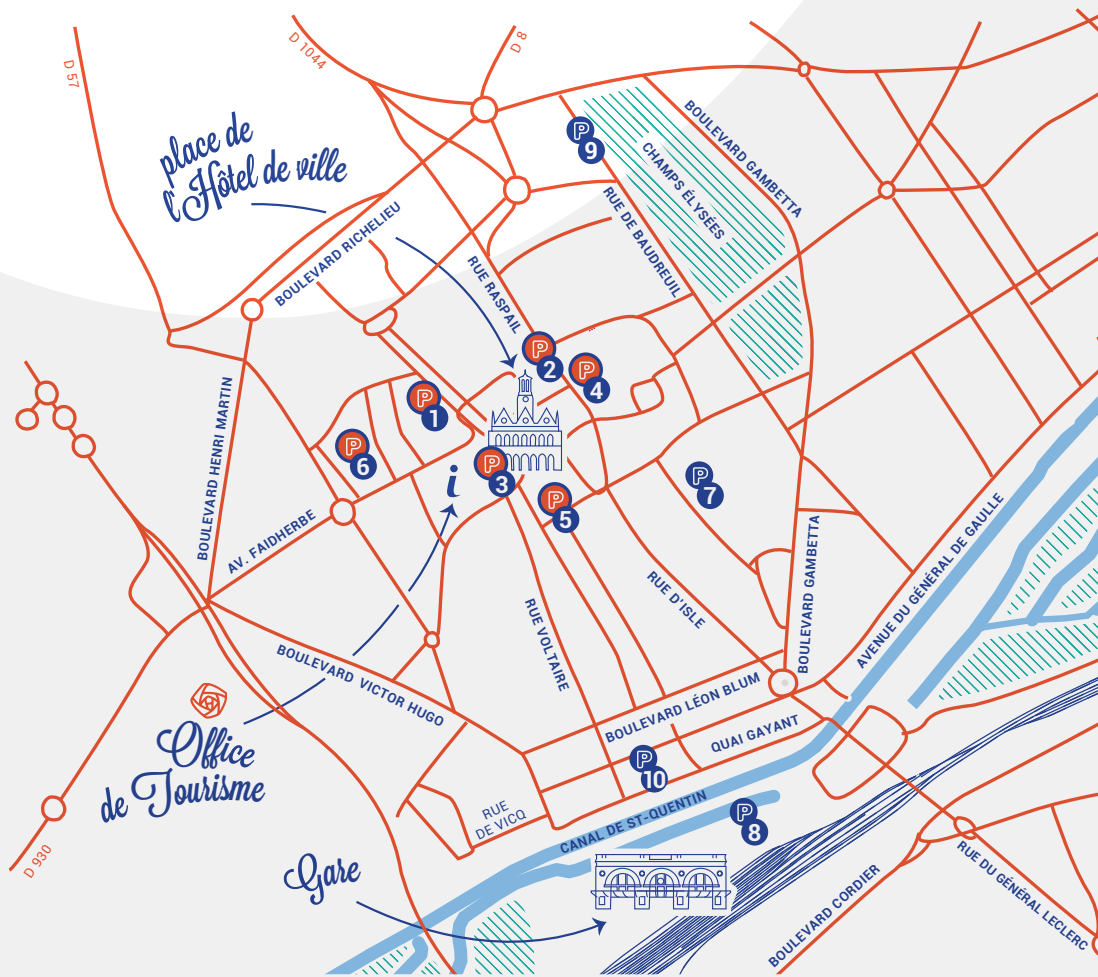 D 57
D 1044
D 8
place de
l'Hôtel de ville
BOULEVARD RICHELIEU
RUE RASPAIL
P
9
CHAMPS ÉLYSÉES
BOULEVARD GAMBETTA
RUE DE BAUDREUIL
P
2
P
4
P
1
P
6
P
3
i
P
5
P
7
BOULEVARD HENRI MARTIN
AV. FAIDHERBE
RUE VOLTAIRE
RUE D'ISLE
BOULEVARD GAMBETTA
AVENUE DU GÉNÉRAL DE GAULLE
BOULEVARD VICTOR HUGO
BOULEVARD LÉON BLUM
QUAI GAYANT
Office
de Tourisme
P
10
RUE
DE VICQ
CANAL DE ST-QUENTIN
P
8
D 930
Gare
BOULEVARD CORDIER
RUE DU GÉNÉRAL LECLERC